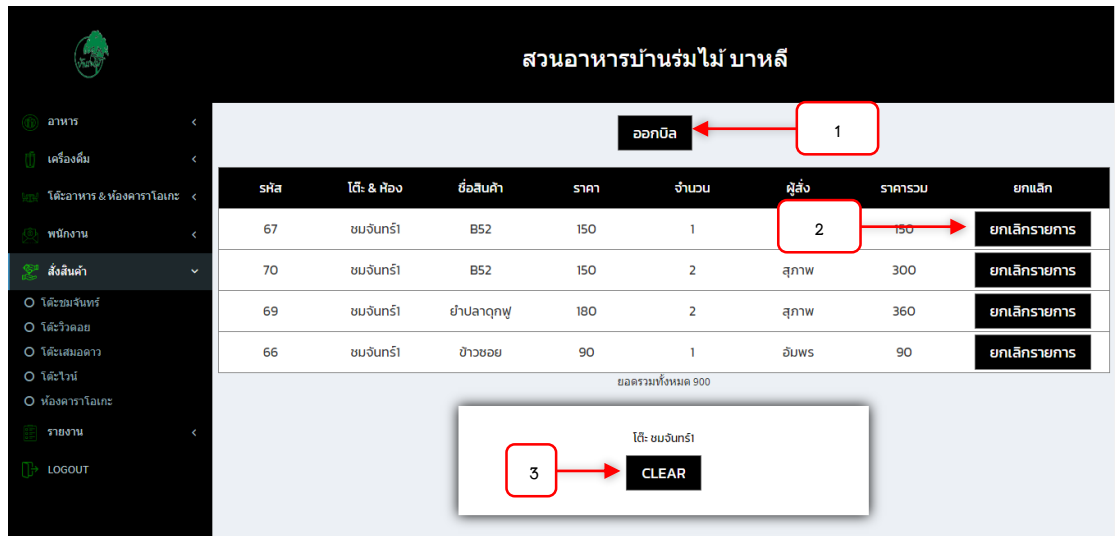 สวนอาหารบ้านร่มไม้ บาหลี
อาหาร
เครื่องดื่ม
โต๊ะอาหาร & ห้องคาราโอเกะ
พนักงาน
สั่งสินค้า
โต๊ะชมจันทร์
โต๊ะวิวดอย
โต๊ะเสมอดาว
โต๊ะไวน์
ห้องคาราโอเกะ
รายงาน
LOGOUT
ออกบิล 1
รหัส โต๊ะ & ห้อง ชื่อสินค้า ราคา จำนวน ผู้สั่ง ราคารวม ยกเลิก
67 ชมจันทร์1 B52 150 1 2 150 ยกเลิกรายการ
70 ชมจันทร์1 B52 150 2 สุภาพ 300 ยกเลิกรายการ
69 ชมจันทร์1 ยำปลาดุกฟู 180 2 สุภาพ 360 ยกเลิกรายการ
66 ชมจันทร์1 ข้าวซอย 90 1 อัมพร 90 ยกเลิกรายการ
ยอดรวมทั้งหมด 900
โต๊ะ ชมจันทร์1
3 CLEAR